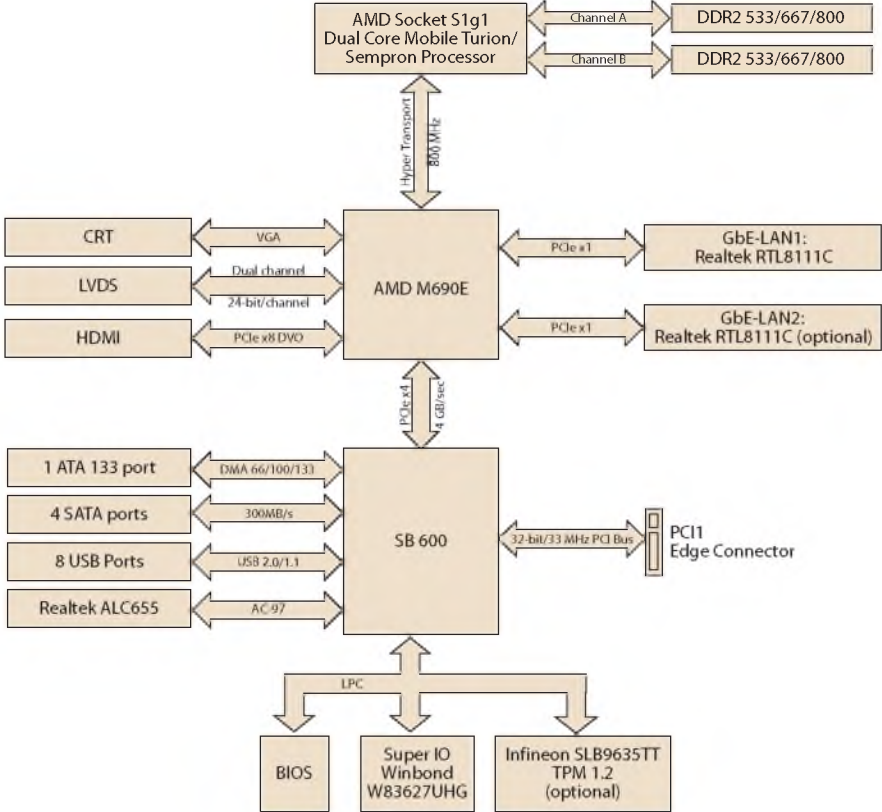 AMD Socket S1g1
Dual Core Mobile Turion/
Sempron Processor
Channel A
DDR2 533/667/800
Channel B
DDR2 533/667/800
Hyper Transport
800 MHz
CRT
VGA
LVDS
Dual channel
24-bit/channel
HDMI
PCIe x8 DVO
AMD M690E
PCIe x1
GbE-LAN1:
Realtek RTL8111C
PCIe x1
GbE-LAN2:
Realtek RTL8111C (optional)
PCIe x4
4 GB/sec
1 ATA 133 port
DMA 66/100/133
4 SATA ports
300MB/s
8 USB Ports
USB 2.0/1.1
Realtek ALC655
AC-97
SB 600
32-bit/33 MHz PCI Bus
PCI1
Edge Connector
LPC
BIOS
Super IO
Winbond
W83627UHG
Infineon SLB9635TT
TPM 1.2
(optional)